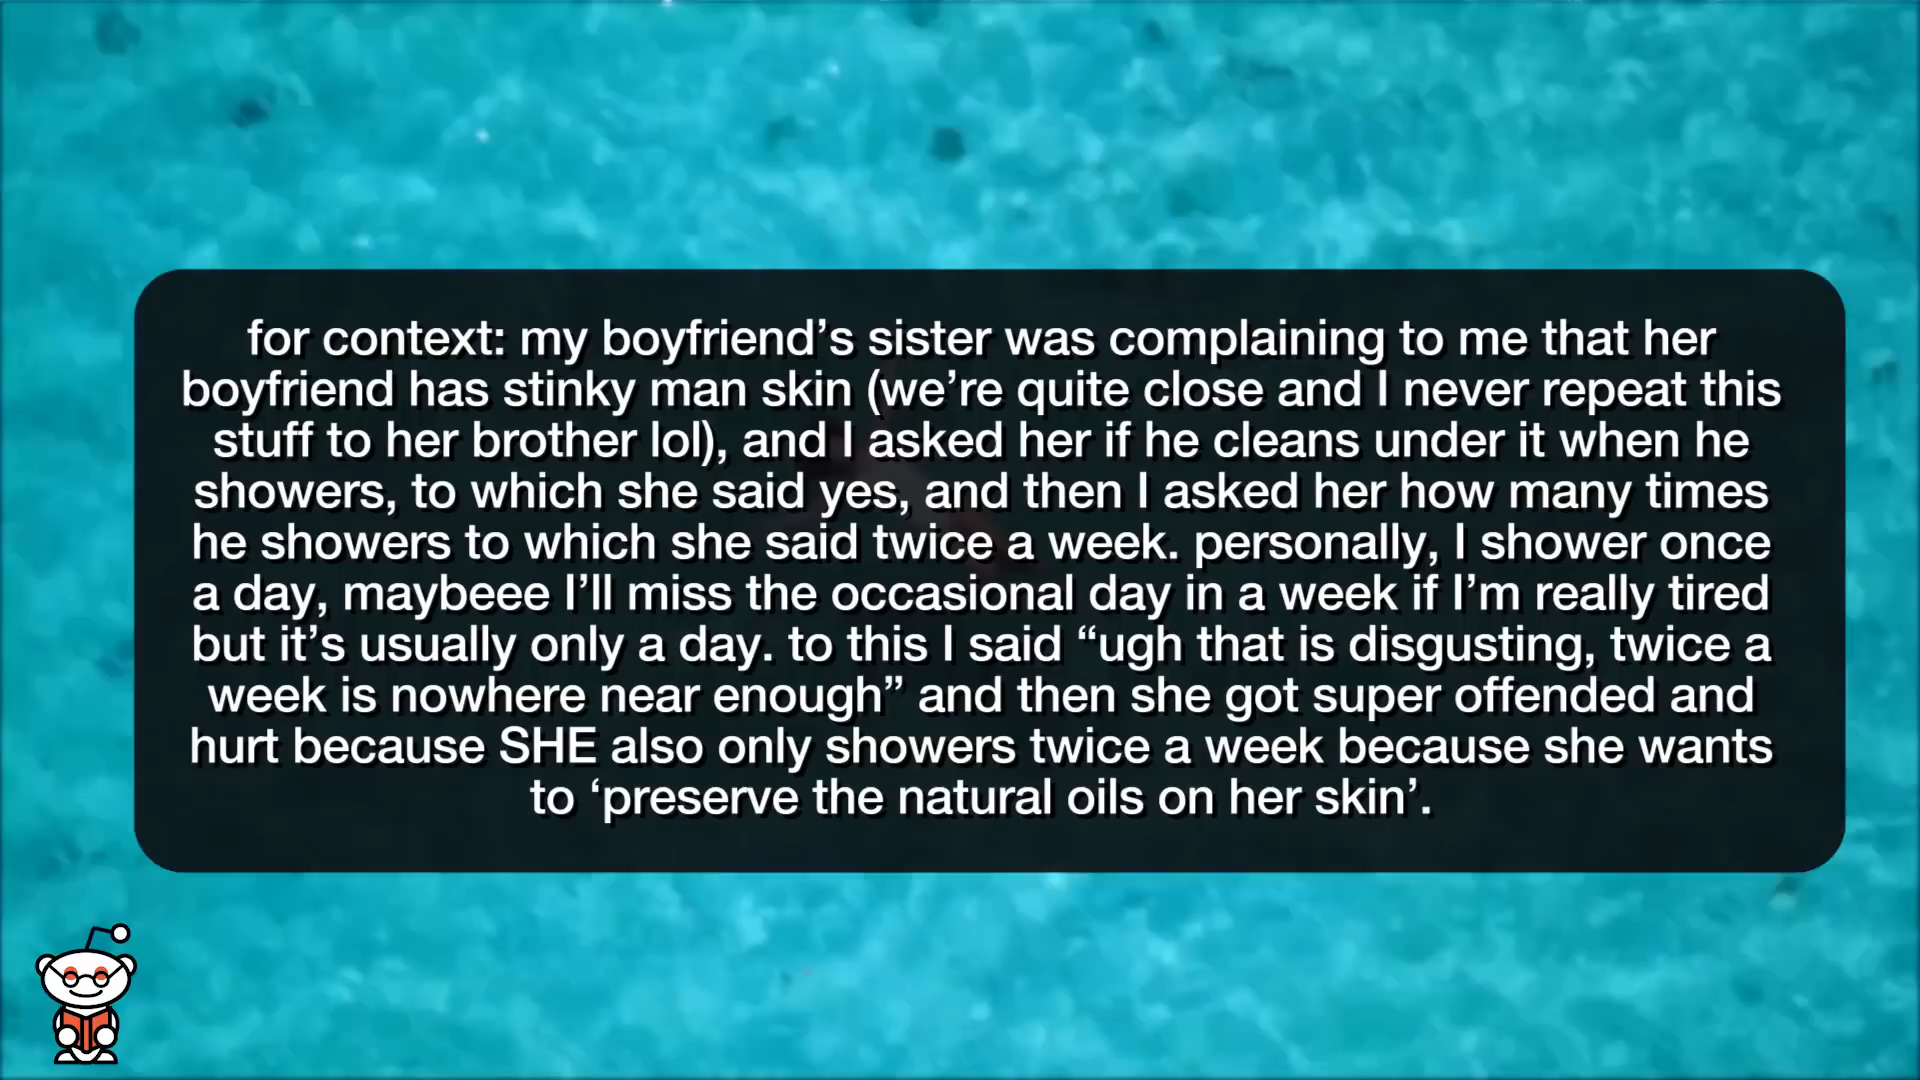 for context: my boyfriend’s sister was complaining to me that her
boyfriend has stinky man skin (we’re quite close and I never repeat this
stuff to her brother lol), and I asked her if he cleans under it when he
showers, to which she said yes, and then I asked her how many times
he showers to which she said twice a week. personally, I shower once
a day, maybeee I’ll miss the occasional day in a week if I’m really tired
but it’s usually only a day. to this I said “ugh that is disgusting, twice a
week is nowhere near enough” and then she got super offended and
hurt because SHE also only showers twice a week because she wants
to ‘preserve the natural oils on her skin’.